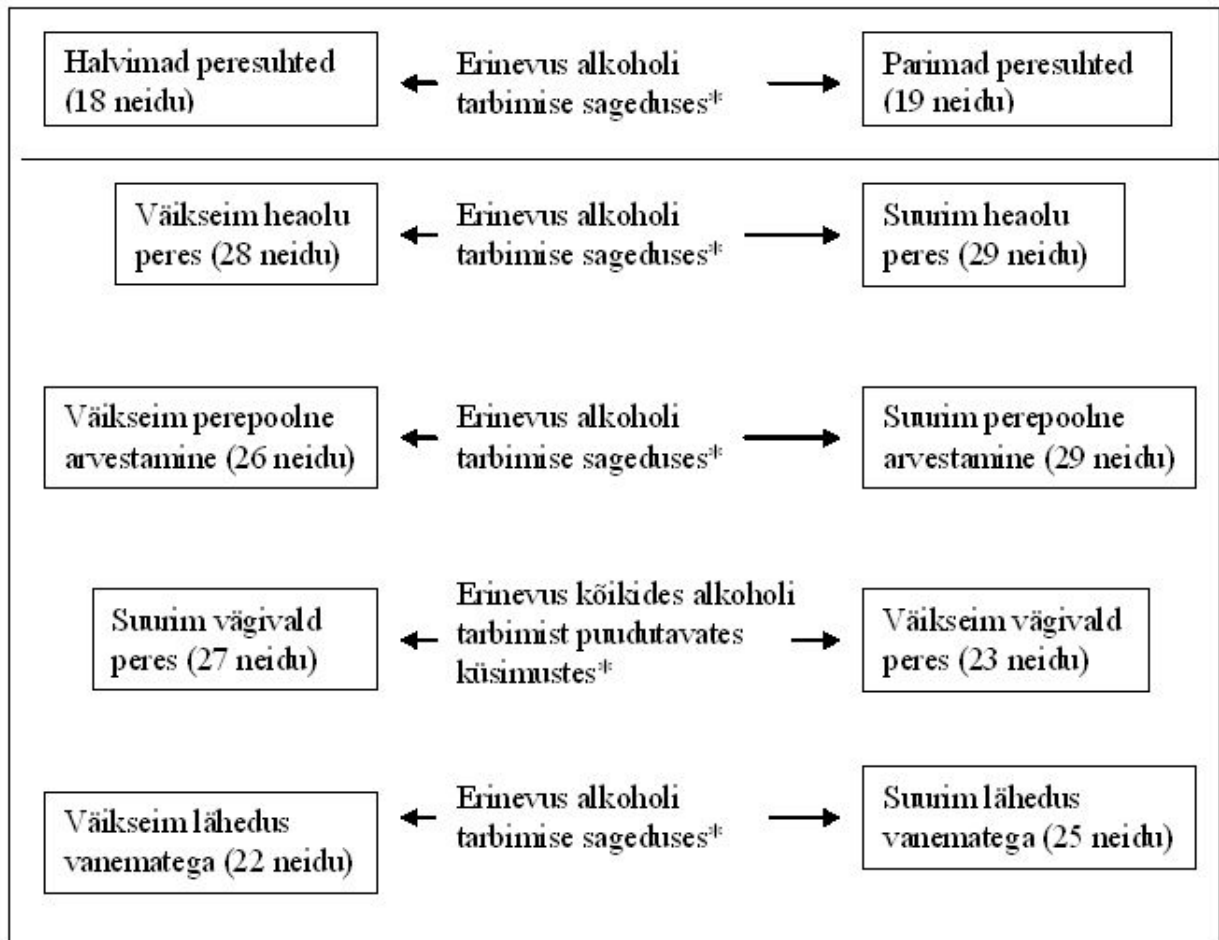 Halvimad peresuhted
(18 neidu)
Erinevus alkoholi
tarbimise sageduses*
Parimad peresuhted
(19 neidu)
Väikseim heaolu
peres (28 neidu)
Erinevus alkoholi
tarbimise sageduses*
Suurim heaolu
peres (29 neidu)
Väikseim perepoolne
arvestamine (26 neidu)
Erinevus alkoholi
tarbimise sageduses*
Suurim perepoolne
arvestamine (29 neidu)
Suurim vägivald
peres (27 neidu)
Erinevus kõikides alkoholi
tarbimist puudutavates
küsimustes*
Väikseim vägivald
peres (23 neidu)
Väikseim lähedus
vanematega (22 neidu)
Erinevus alkoholi
tarbimise sageduses*
Suurim lähedus
vanematega (25 neidu)